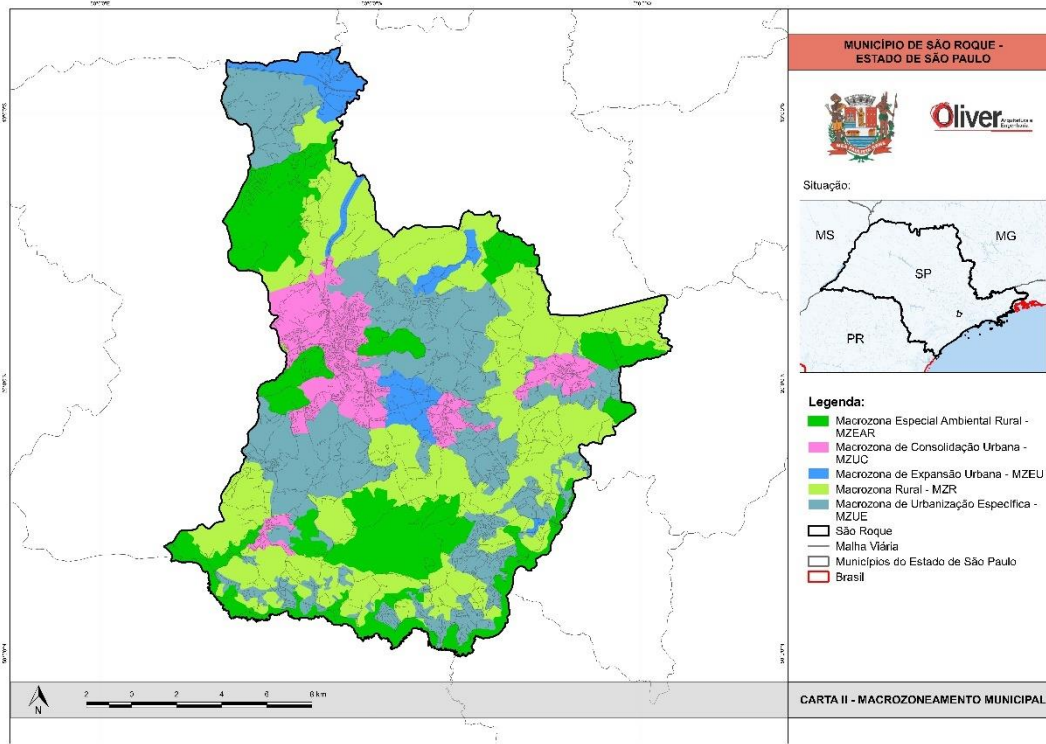 MUNICÍPIO DE SÃO ROQUE -
ESTADO DE SÃO PAULO
Oliver
Arquitetura e
Engenharia
Situação:
MS
MG
SP
PR
Legenda:
Macrozona Especial Ambiental Rural -
MZEAR
Macrozona de Consolidação Urbana -
MZUC
Macrozona de Expansão Urbana - MZEU
Macrozona Rural - MZR
Macrozona de Urbanização Específica -
MZUE
São Roque
Malha Viária
Municípios do Estado de São Paulo
Brasil
N
2 0 2 4 6 8 km
CARTA II - MACROZONEAMENTO MUNICIPAL